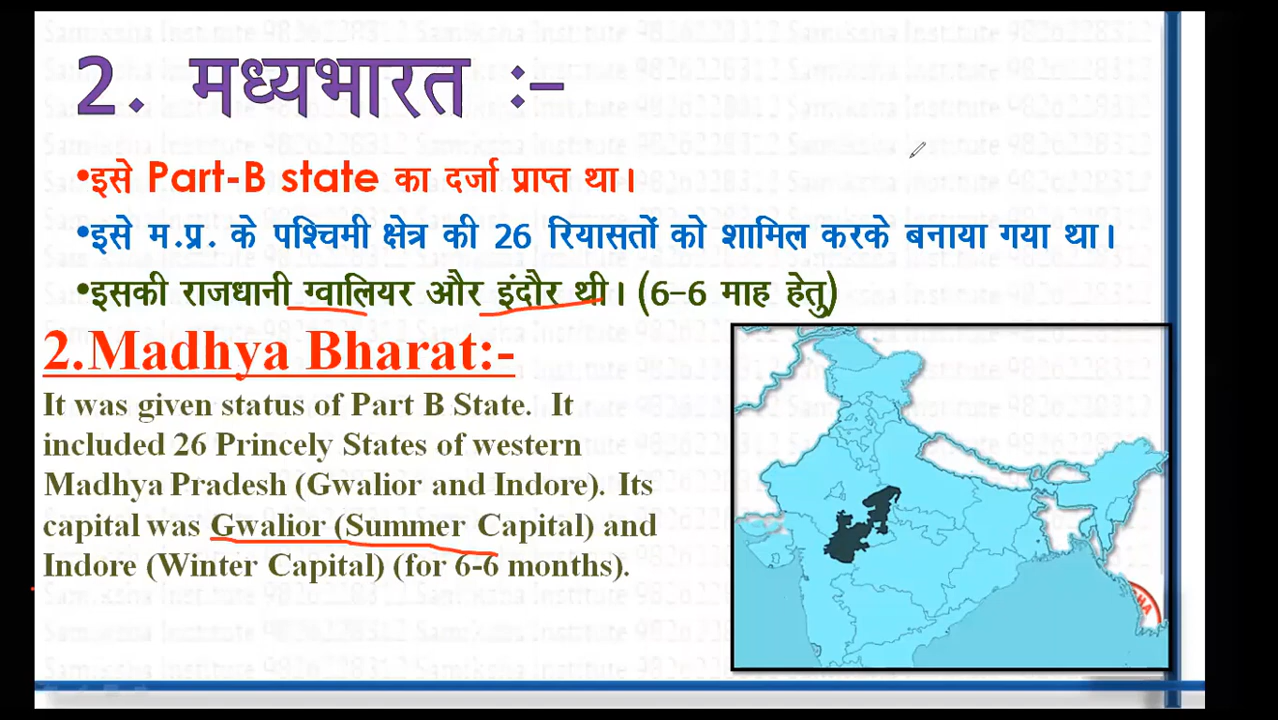 2. मध्यभारत :–
•इसे Part-B state का दर्जा प्राप्त था।
•इसे म.प्र. के पश्चिमी क्षेत्र की 26 रियासतों को शामिल करके बनाया गया था।
•इसकी राजधानी ग्वालियर और इंदौर थी। (6–6 माह हेतु)
2.Madhya Bharat:-
It was given status of Part B State. It
included 26 Princely States of western
Madhya Pradesh (Gwalior and Indore). Its
capital was Gwalior (Summer Capital) and
Indore (Winter Capital) (for 6-6 months).
Samiksha Institute 9826228312